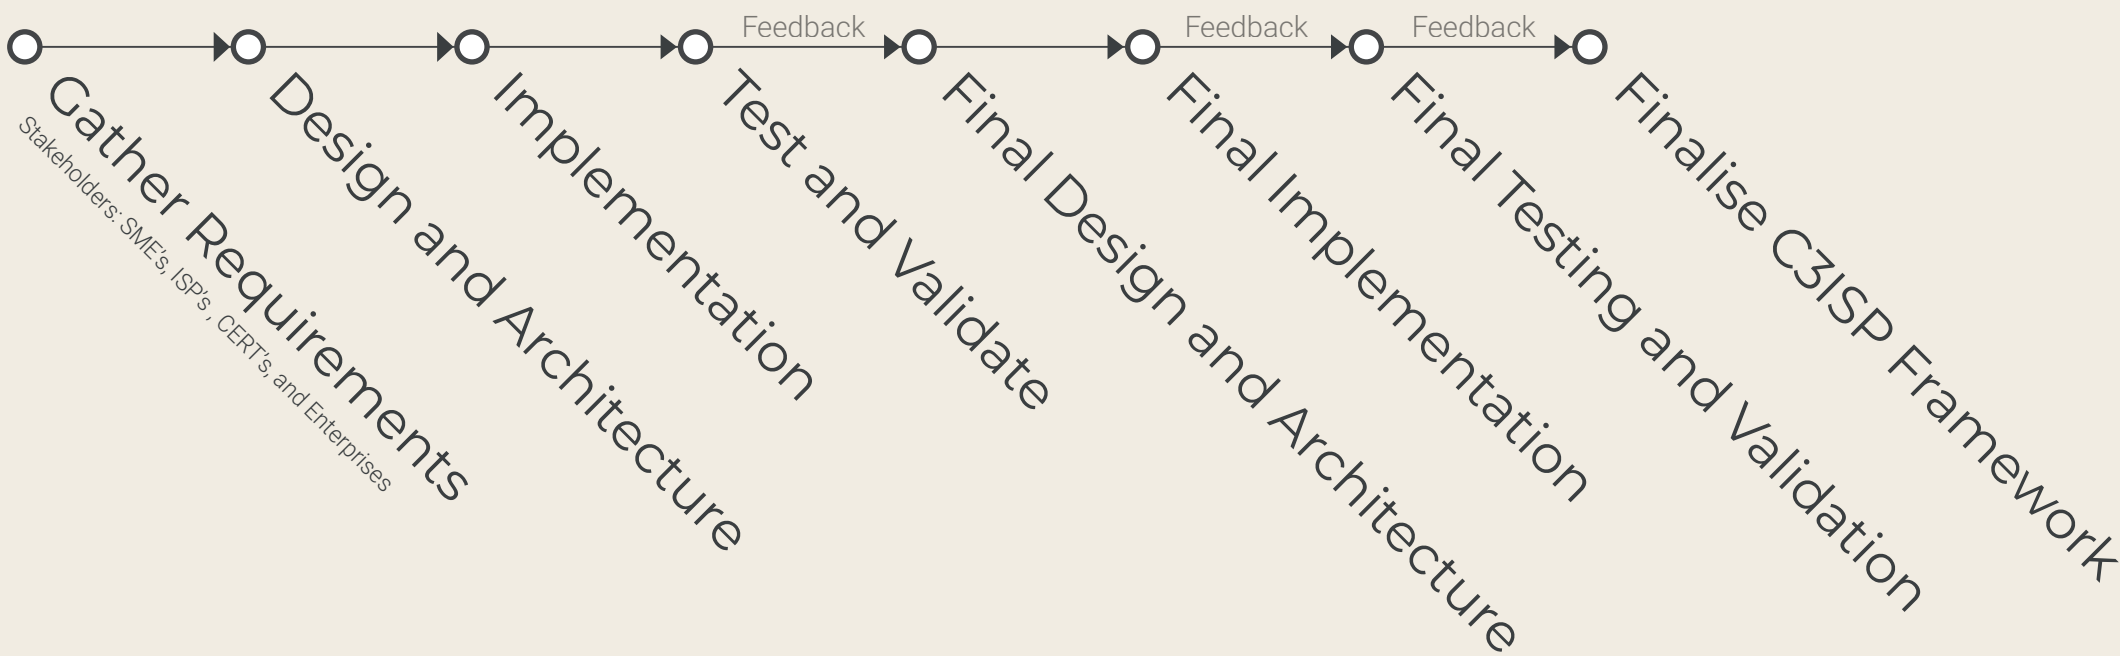 Feedback
Feedback
Feedback
Gather Requirements
Stakeholders: SME's, ISP's , CERT's, and Enterprises
Design and Architecture
Implementation
Test and Validate
Final Design and Architecture
Final Implementation
Final Testing and Validation
Finalise C3ISP Framework